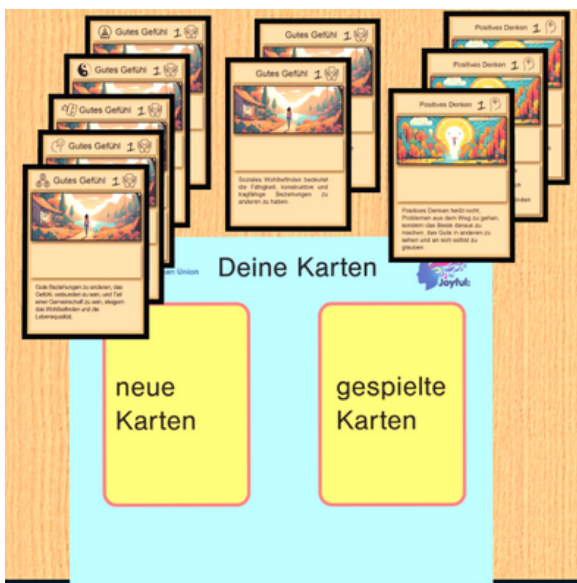 Gutes Gefühl 1
Gutes Gefühl 1
Gutes Gefühl 1
Gutes Gefühl 1
Gutes Gefühl 1
Gute Beziehungen zu anderen, das
Gefühl, verbunden zu sein, und Teil
einer Gemeinschaft zu sein, steigern
das Wohlbefinden und die
Lebensqualität.
Gutes Gefühl 1
Gutes Gefühl 1
Soziales Wohlbefinden bedeutet
die Fähigkeit, konstruktive und
tragfähige Beziehungen zu
anderen zu haben.
Positives Denken 1
Positives Denken 1
Positives Denken 1
Positives Denken heißt nicht,
Problemen aus dem Weg zu gehen,
sondern das Beste daraus zu
machen, das Gute in anderen zu
sehen und an sich selbst zu
glauben.
Union
Deine Karten
Joyful:
neue
Karten
gespielte
Karten